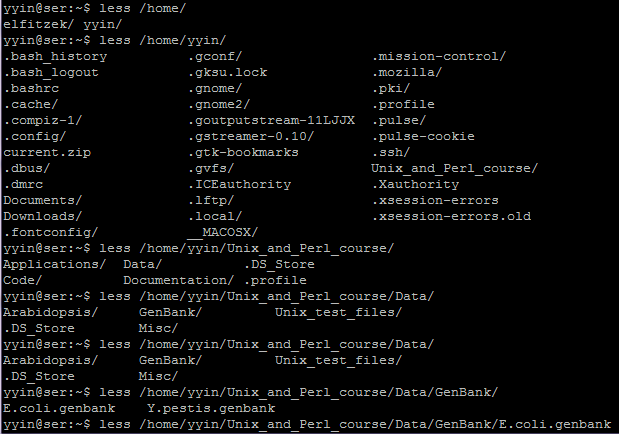 yyin@ser:~$ less /home/
elfitzek/ yyin/
yyin@ser:~$ less /home/yyin/
.bash_history .gconf/ .mission-control/
.bash_logout .gksu.lock .mozilla/
.bashrc .gnome/ .pki/
.cache/ .gnome2/ .profile
.compiz-1/ .goutputstream-11LJJX .pulse/
.config/ .gstreamer-0.10/ .pulse-cookie
current.zip .gtk-bookmarks .ssh/
.dbus/ .gvfs/ Unix_and_Perl_course/
.dmrc .ICEauthority .Xauthority
Documents/ .lftp/ .xsession-errors
Downloads/ .local/ .xsession-errors.old
.fontconfig/ __MACOSX/
yyin@ser:~$ less /home/yyin/Unix_and_Perl_course/
Applications/ Data/ .DS_Store
Code/ Documentation/ .profile
yyin@ser:~$ less /home/yyin/Unix_and_Perl_course/Data/
Arabidopsis/ GenBank/ Unix_test_files/
.DS_Store Misc/
yyin@ser:~$ less /home/yyin/Unix_and_Perl_course/Data/
Arabidopsis/ GenBank/ Unix_test_files/
.DS_Store Misc/
yyin@ser:~$ less /home/yyin/Unix_and_Perl_course/Data/GenBank/
E.coli.genbank Y.pestis.genbank
yyin@ser:~$ less /home/yyin/Unix_and_Perl_course/Data/GenBank/E.coli.genbank